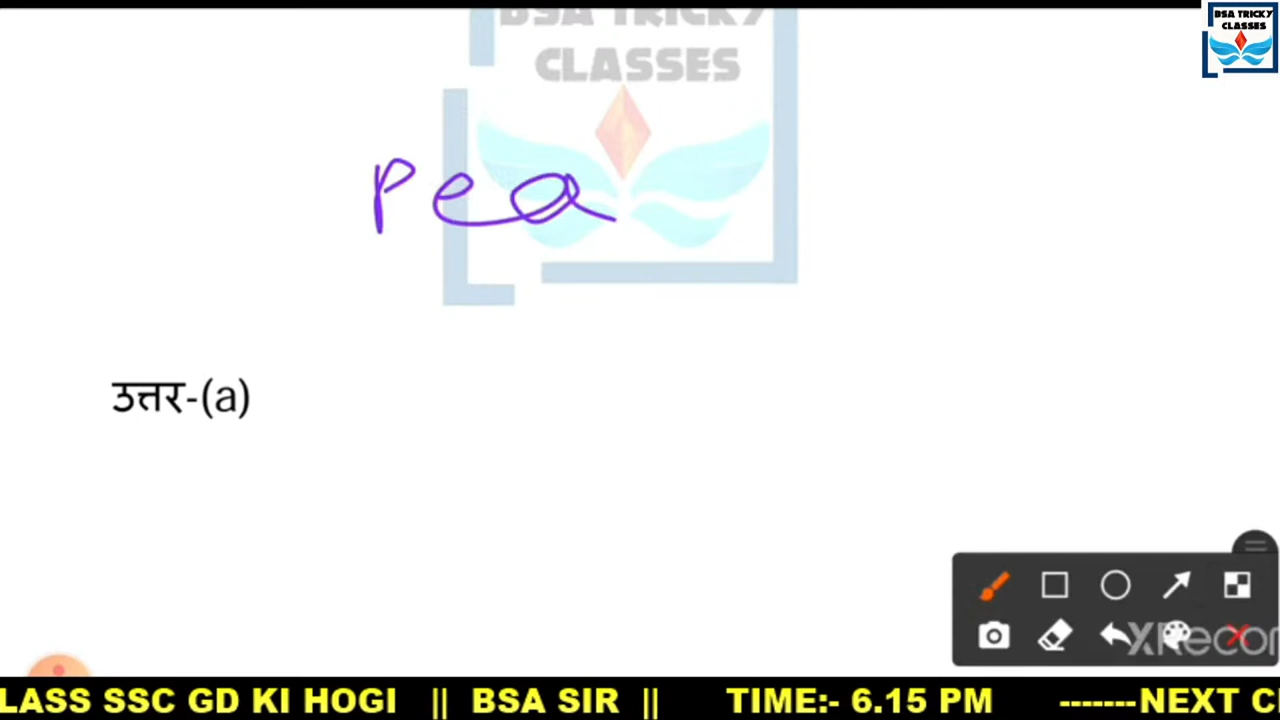 BSA TRICKY
CLASSES
BSA TRICKY
CLASSES
pea
उत्तर-(a)
XRecor
LASS SSC GD KI HOGI || BSA SIR || TIME:- 6.15 PM -------NEXT C